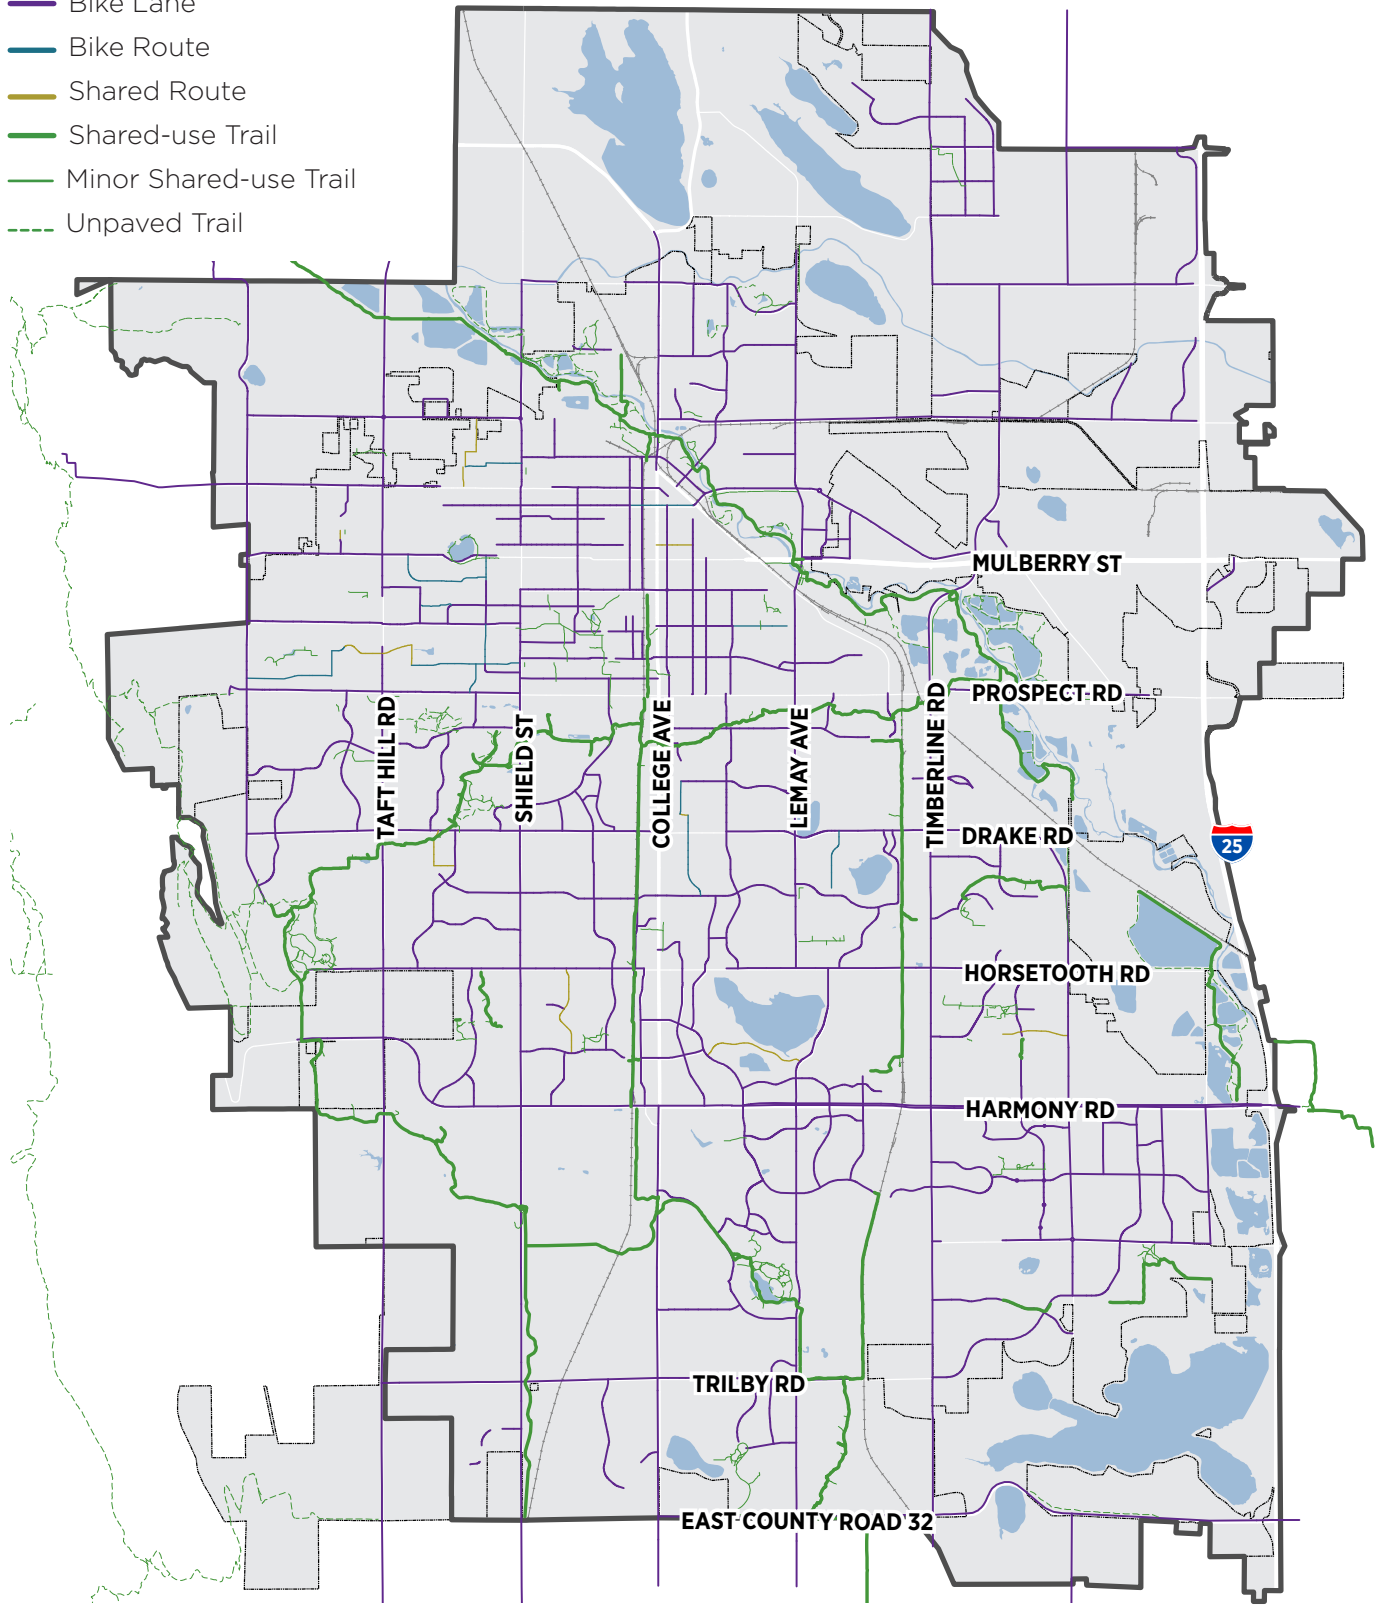 Bike Lane
Bike Route
Shared Route
Shared-use Trail
Minor Shared-use Trail
Unpaved Trail
MULBERRY ST
PROSPECT RD
TAFT HILL RD
SHIELD ST
COLLEGE AVE
LEMAY AVE
TIMBERLINE RD
DRAKE RD
25
HORSETOOTH RD
HARMONY RD
TRILBY RD
EAST COUNTY ROAD 32